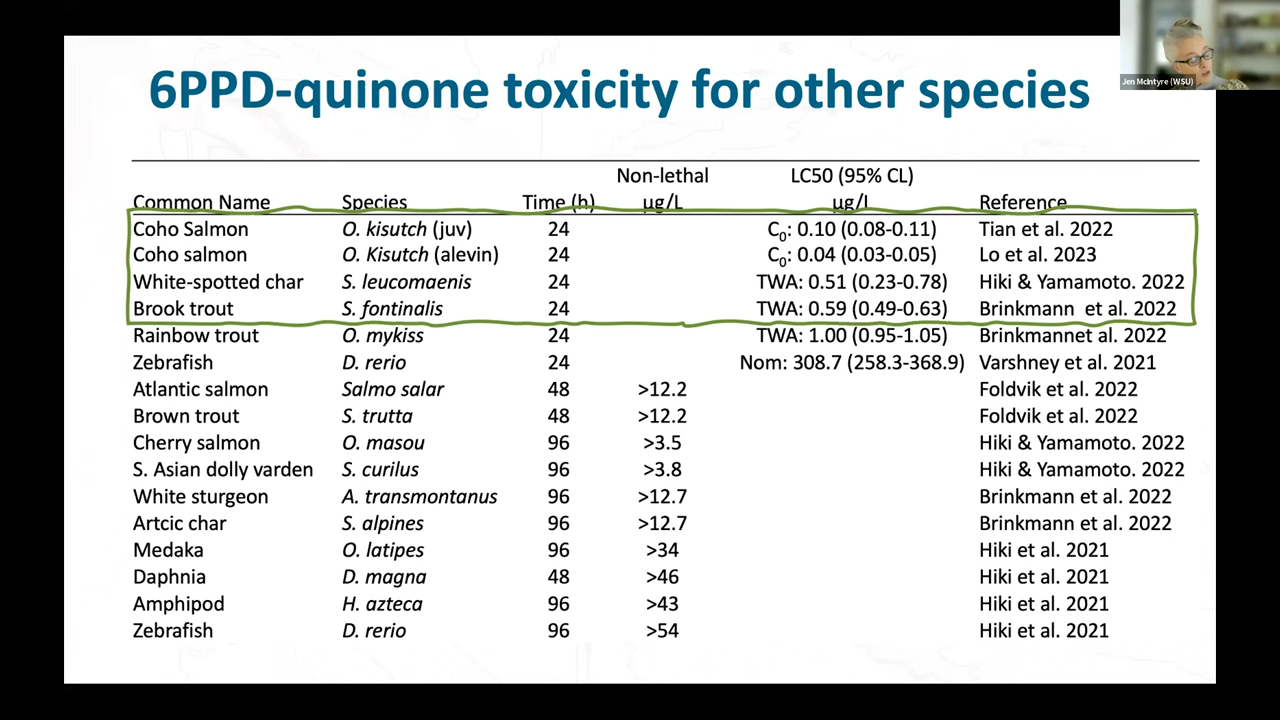 Jen McIntyre (WSU)
6PPD-quinone toxicity for other species
Non-lethal LC50 (95% CL)
Common Name Species Time (h) µg/L µg/L Reference
Coho Salmon O. kisutch (juv) 24 C0: 0.10 (0.08-0.11) Tian et al. 2022
Coho salmon O. Kisutch (alevin) 24 C0: 0.04 (0.03-0.05) Lo et al. 2023
White-spotted char S. leucomaenis 24 TWA: 0.51 (0.23-0.78) Hiki & Yamamoto. 2022
Brook trout S. fontinalis 24 TWA: 0.59 (0.49-0.63) Brinkmann et al. 2022
Rainbow trout O. mykiss 24 TWA: 1.00 (0.95-1.05) Brinkmannet al. 2022
Zebrafish D. rerio 24 Nom: 308.7 (258.3-368.9) Varshney et al. 2021
Atlantic salmon Salmo salar 48 >12.2 Foldvik et al. 2022
Brown trout S. trutta 48 >12.2 Foldvik et al. 2022
Cherry salmon O. masou 96 >3.5 Hiki & Yamamoto. 2022
S. Asian dolly varden S. curilus 96 >3.8 Hiki & Yamamoto. 2022
White sturgeon A. transmontanus 96 >12.7 Brinkmann et al. 2022
Artcic char S. alpines 96 >12.7 Brinkmann et al. 2022
Medaka O. latipes 96 >34 Hiki et al. 2021
Daphnia D. magna 48 >46 Hiki et al. 2021
Amphipod H. azteca 96 >43 Hiki et al. 2021
Zebrafish D. rerio 96 >54 Hiki et al. 2021